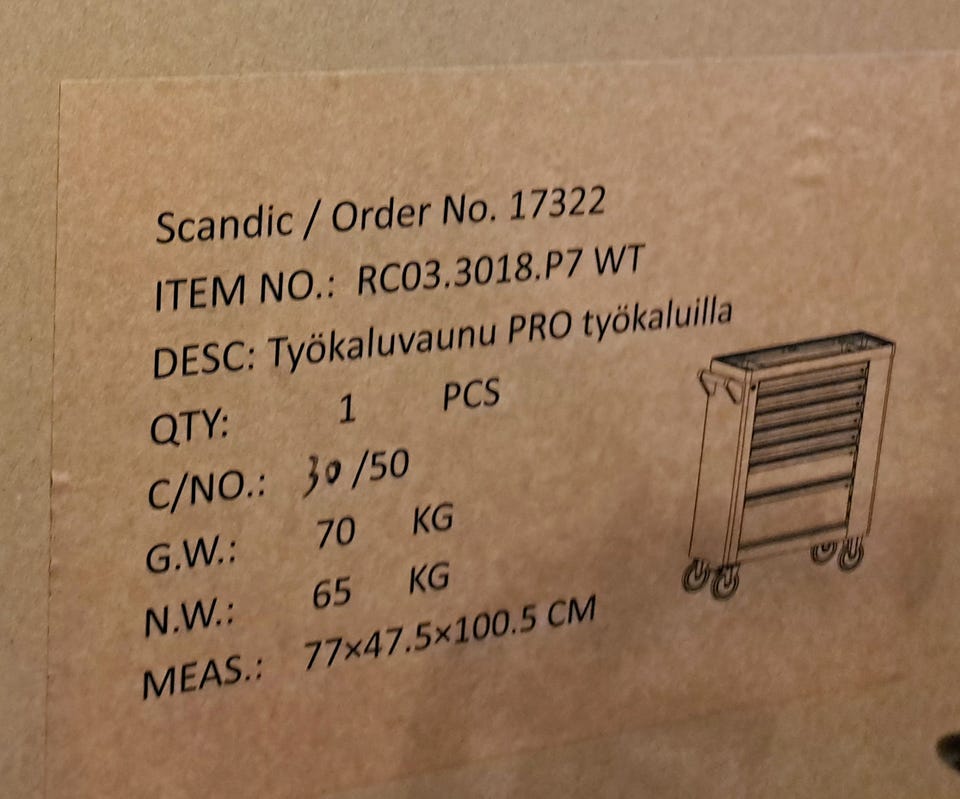 Scandic / Order No. 17322
ITEM NO.: RC03.3018.P7 WT
DESC: Työkaluvaunu PRO työkaluilla
QTY: 1 PCS
C/NO.: 30 /50
G.W.: 70 KG
N.W.: 65 KG
MEAS.: 77×47.5×100.5 CM